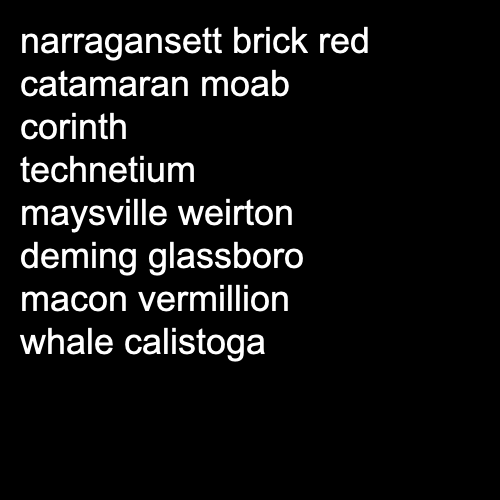 narragansett brick red
catamaran moab
corinth
technetium
maysville weirton
deming glassboro
macon vermillion
whale calistoga